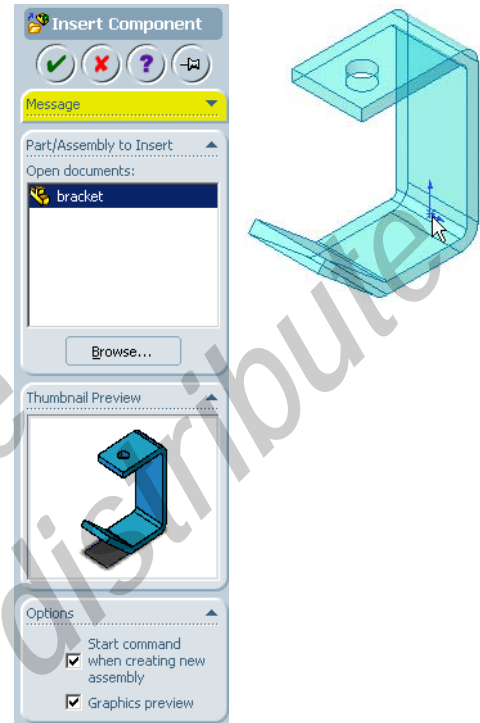 Insert Component
?
Message
Part/Assembly to Insert
Open documents:
bracket
Browse...
Thumbnail Preview
Options
Start command
when creating new
assembly
Graphics preview
distribute